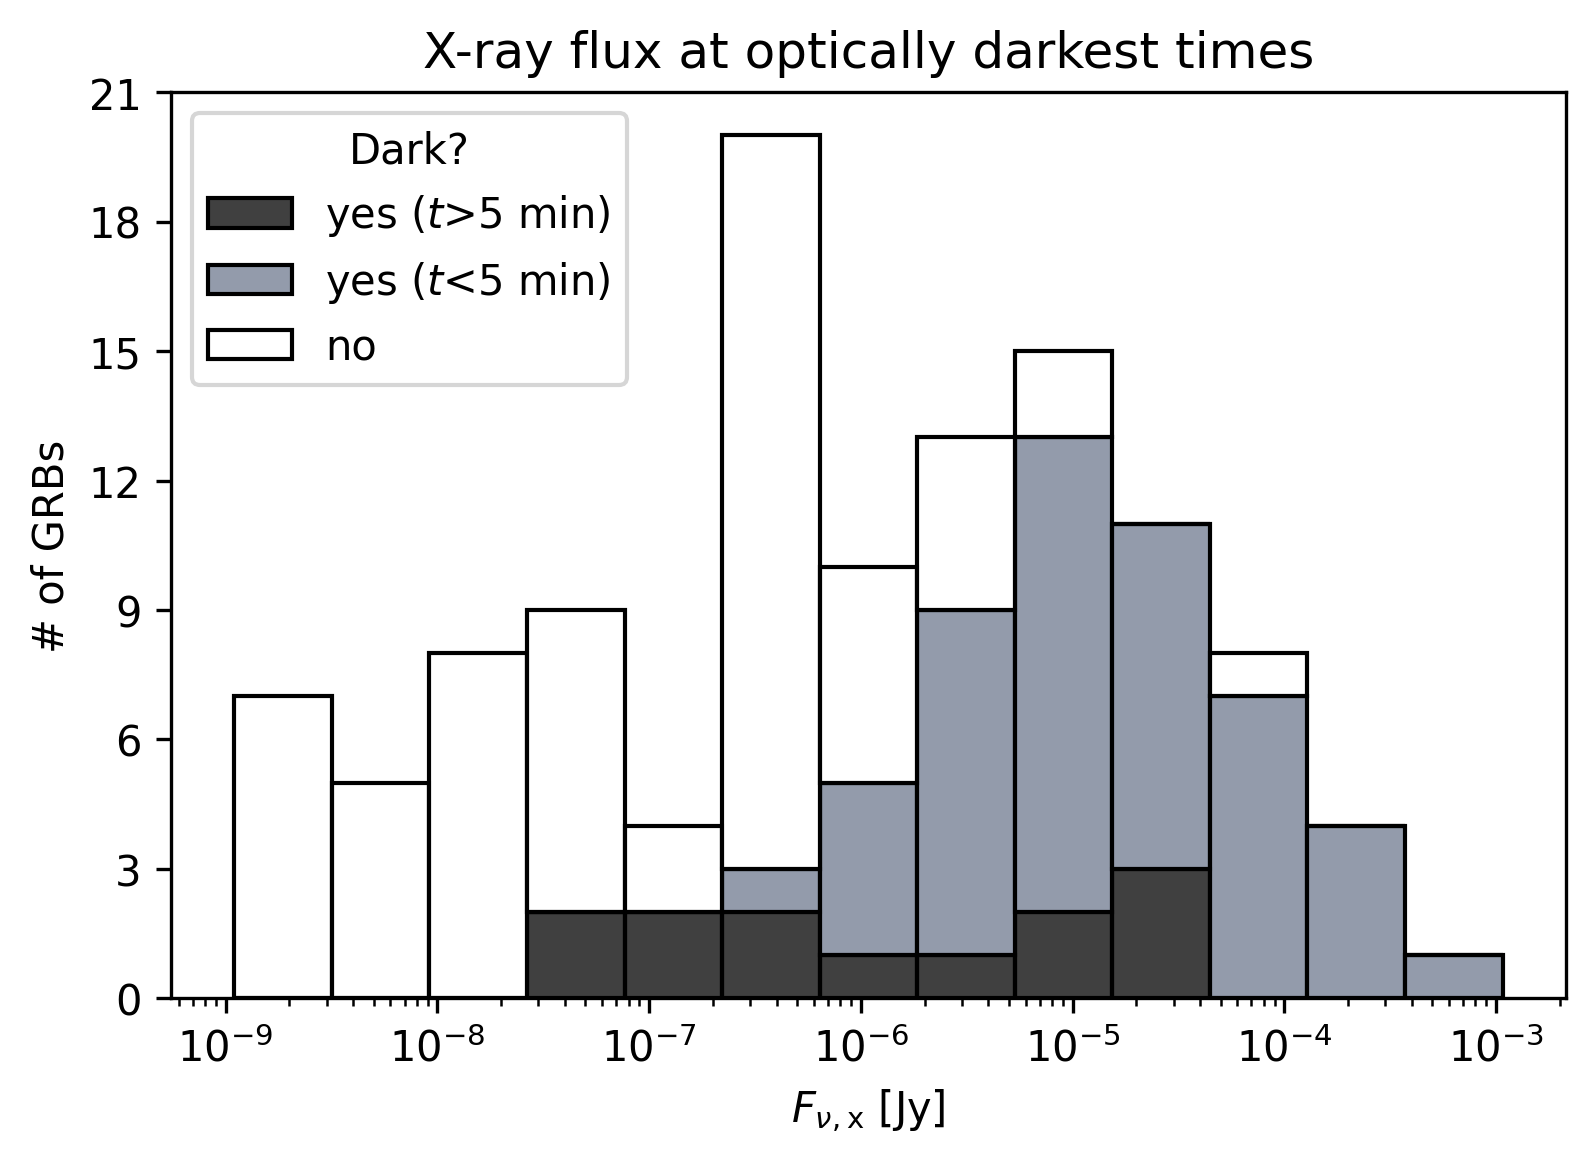 X-ray flux at optically darkest times
21
18
15
12
9
6
3
0
# of GRBs
Dark?
yes (t>5 min)
yes (t<5 min)
no
10⁻⁹ 10⁻⁸ 10⁻⁷ 10⁻⁶ 10⁻⁵ 10⁻⁴ 10⁻³
F_{ν,x} [Jy]